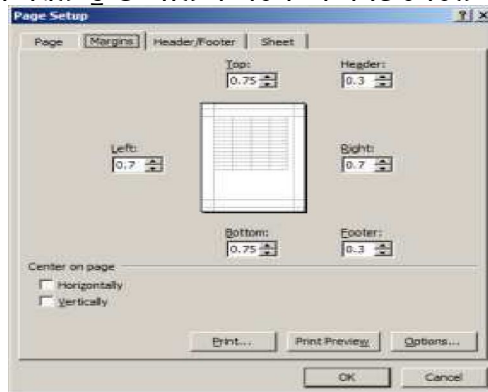 Page Setup
Page Margins Header/Footer Sheet
Top: Header:
0.75 0.3
Left: Right:
0.7 0.7
Bottom: Footer:
0.75 0.3
Center on page
Horizontally
Vertically
Print... Print Preview Options...
OK Cancel